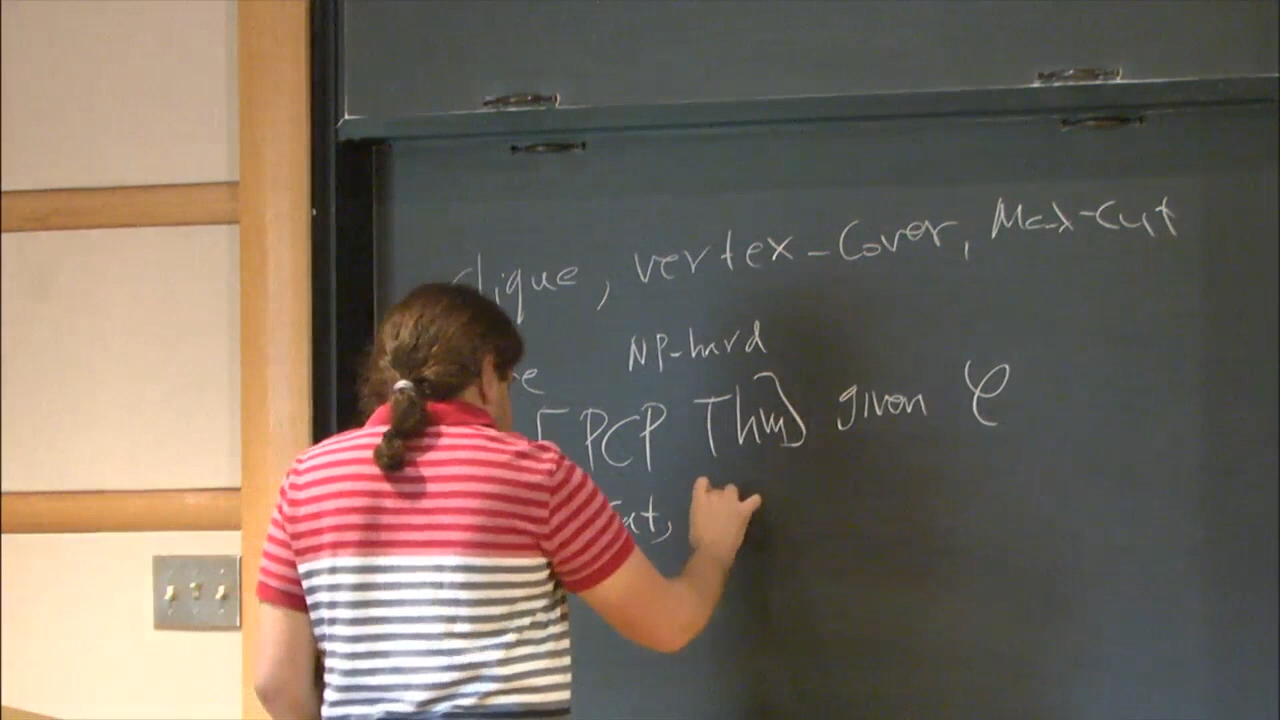 clique, vertex-Cover, Max-Cut
NP-hard
[PCP Thm] given φ